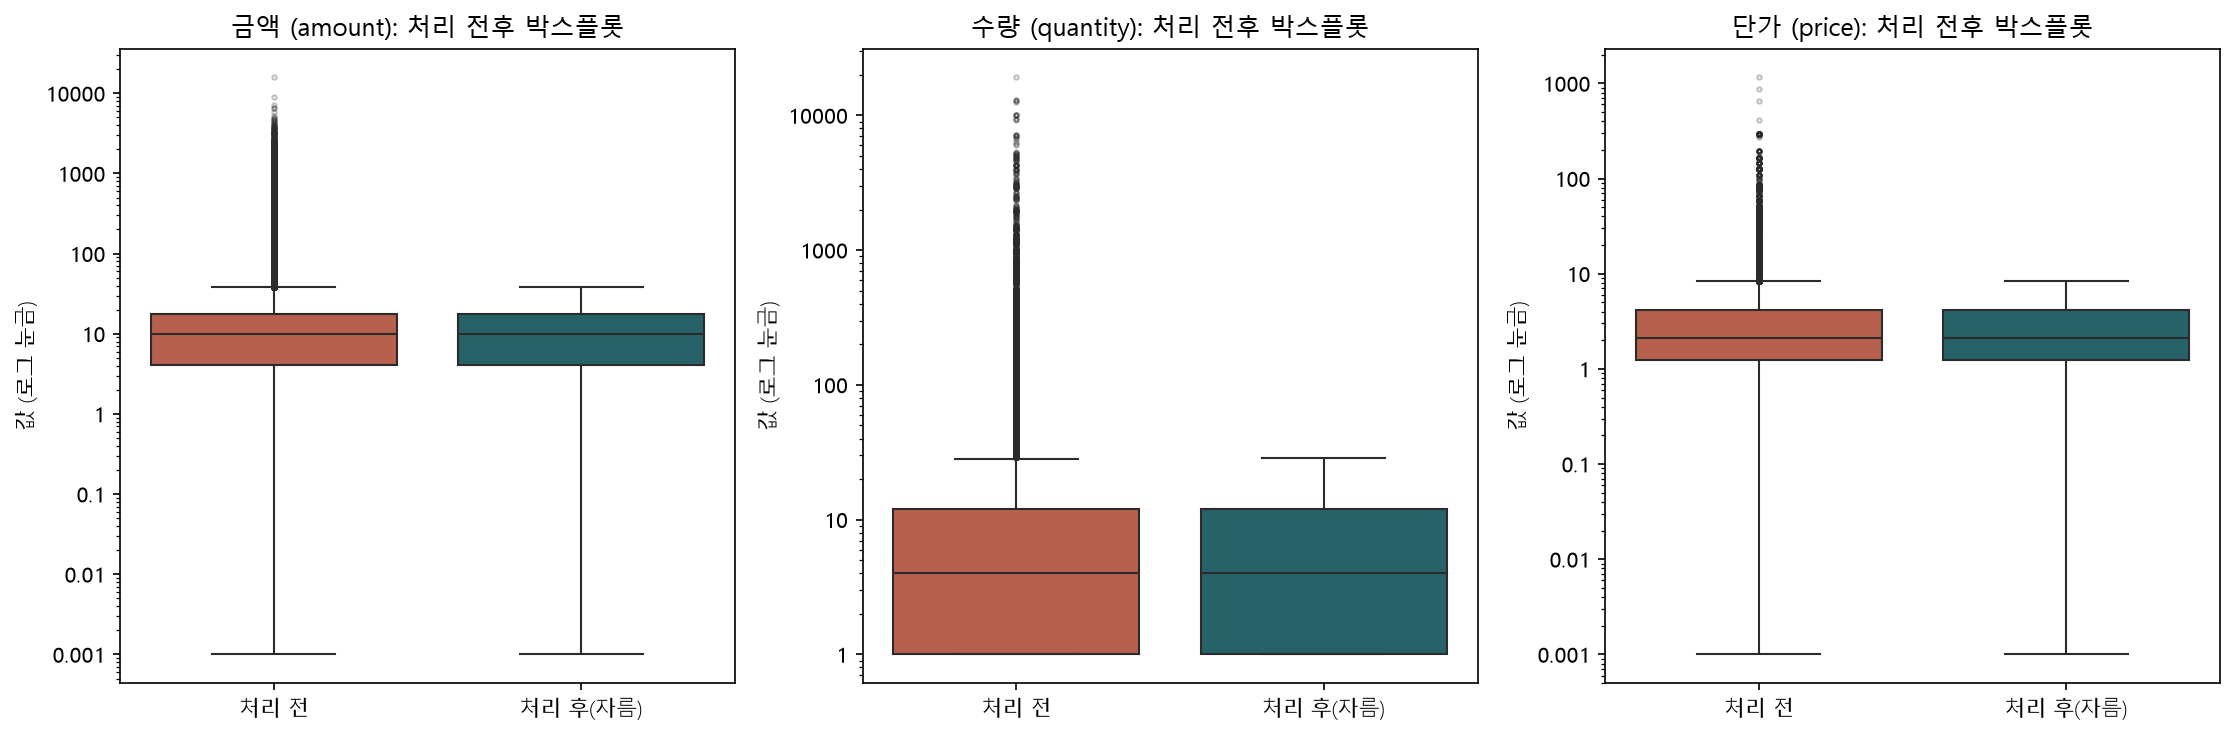 금액 (amount): 처리 전후 박스플롯
값 (로그 눈금)
10000
1000
100
10
1
0.1
0.01
0.001
처리 전
처리 후(자름)
수량 (quantity): 처리 전후 박스플롯
값 (로그 눈금)
10000
1000
100
10
1
처리 전
처리 후(자름)
단가 (price): 처리 전후 박스플롯
값 (로그 눈금)
1000
100
10
1
0.1
0.01
0.001
처리 전
처리 후(자름)